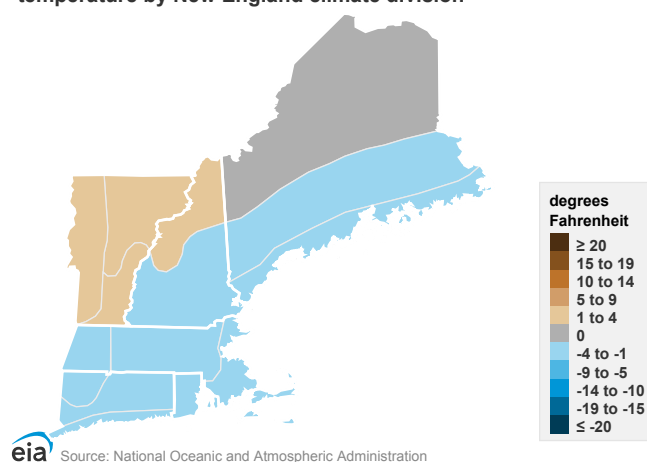 temperature by New England climate division
degrees
Fahrenheit
≥ 20
15 to 19
10 to 14
5 to 9
1 to 4
0
-4 to -1
-9 to -5
-14 to -10
-19 to -15
≤ -20
eia Source: National Oceanic and Atmospheric Administration